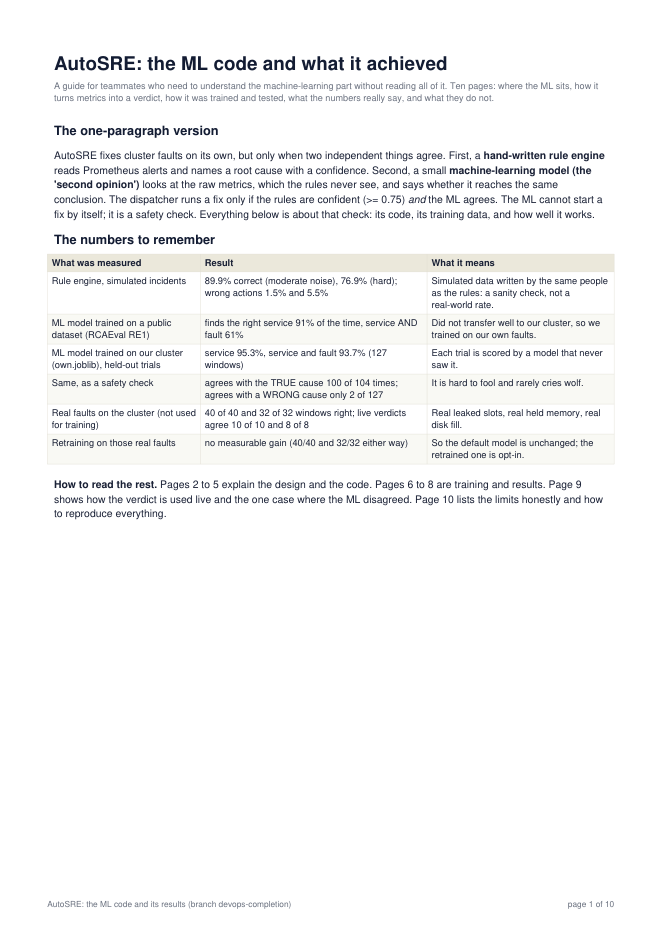 AutoSRE: the ML code and what it achieved
A guide for teammates who need to understand the machine-learning part without reading all of it. Ten pages: where the ML sits, how it
turns metrics into a verdict, how it was trained and tested, what the numbers really say, and what they do not.
The one-paragraph version
AutoSRE fixes cluster faults on its own, but only when two independent things agree. First, a hand-written rule engine
reads Prometheus alerts and names a root cause with a confidence. Second, a small machine-learning model (the
'second opinion') looks at the raw metrics, which the rules never see, and says whether it reaches the same
conclusion. The dispatcher runs a fix only if the rules are confident (>= 0.75) and the ML agrees. The ML cannot start a
fix by itself; it is a safety check. Everything below is about that check: its code, its training data, and how well it works.
The numbers to remember
What was measured Result What it means
Rule engine, simulated incidents 89.9% correct (moderate noise), 76.9% (hard); Simulated data written by the same people
wrong actions 1.5% and 5.5% as the rules: a sanity check, not a
real-world rate.
ML model trained on a public finds the right service 91% of the time, service AND Did not transfer well to our cluster, so we
dataset (RCAEval RE1) fault 61% trained on our own faults.
ML model trained on our cluster service 95.3%, service and fault 93.7% (127 Each trial is scored by a model that never
(own.joblib), held-out trials windows) saw it.
Same, as a safety check agrees with the TRUE cause 100 of 104 times; It is hard to fool and rarely cries wolf.
agrees with a WRONG cause only 2 of 127
Real faults on the cluster (not used 40 of 40 and 32 of 32 windows right; live verdicts Real leaked slots, real held memory, real
for training) agree 10 of 10 and 8 of 8 disk fill.
Retraining on those real faults no measurable gain (40/40 and 32/32 either way) So the default model is unchanged; the
retrained one is opt-in.
How to read the rest. Pages 2 to 5 explain the design and the code. Pages 6 to 8 are training and results. Page 9
shows how the verdict is used live and the one case where the ML disagreed. Page 10 lists the limits honestly and how
to reproduce everything.
AutoSRE: the ML code and its results (branch devops-completion) page 1 of 10